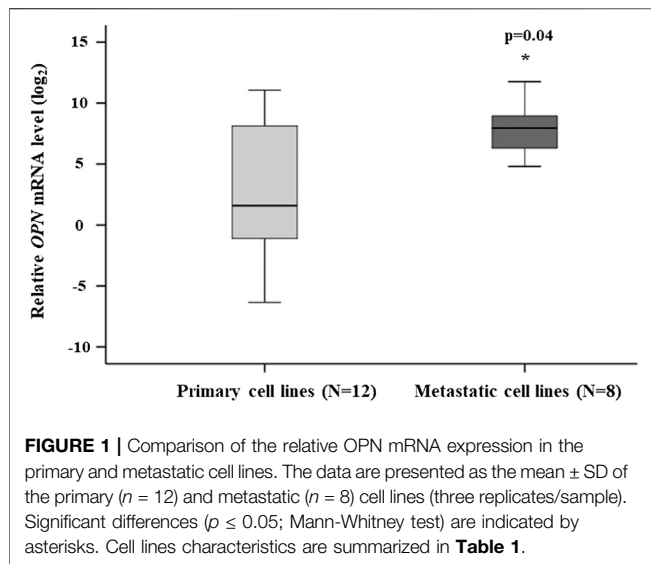 15
10
5
0
-5
-10
Relative OPN mRNA level (log₂)
p=0.04
*
Primary cell lines (N=12)
Metastatic cell lines (N=8)
FIGURE 1 | Comparison of the relative OPN mRNA expression in the
primary and metastatic cell lines. The data are presented as the mean ± SD of
the primary (n = 12) and metastatic (n = 8) cell lines (three replicates/sample).
Significant differences (p ≤ 0.05; Mann-Whitney test) are indicated by
asterisks. Cell lines characteristics are summarized in Table 1.